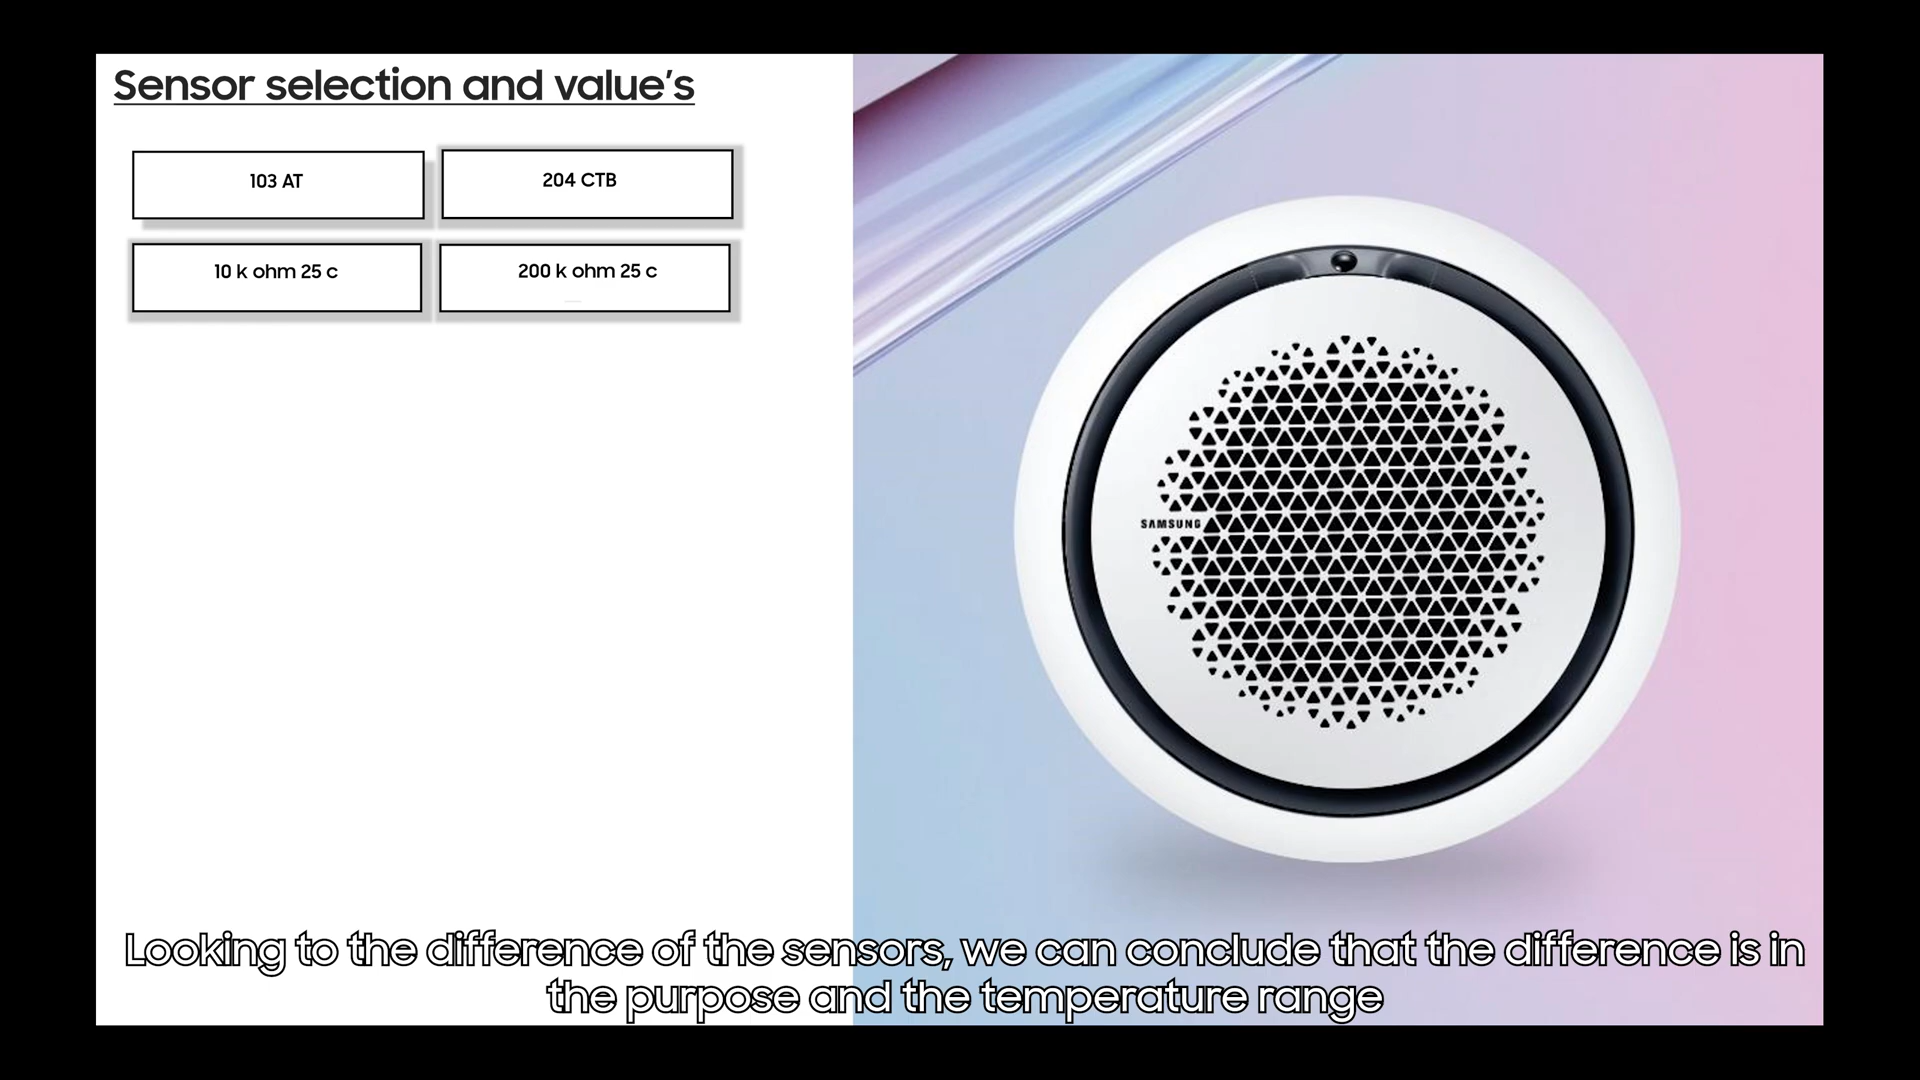 Sensor selection and value's
103 AT
204 CTB
10 k ohm 25 c
200 k ohm 25 c
SAMSUNG
Looking to the difference of the sensors, we can conclude that the difference is in
the purpose and the temperature range